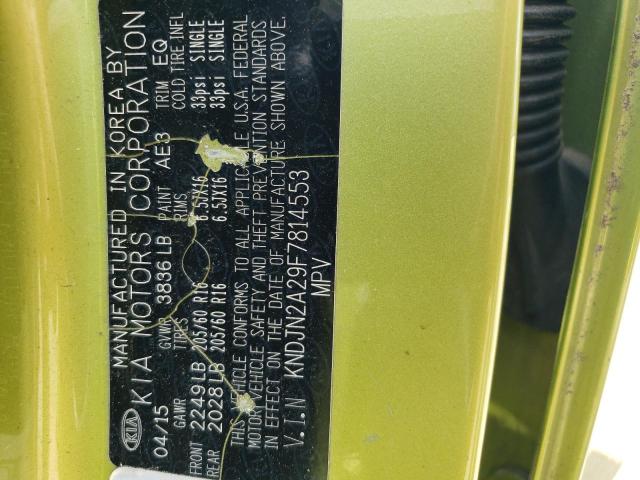 KIA
MANUFACTURED IN KOREA BY
KIA MOTORS CORPORATION
04/15 GVWR 3836 LB PAINT AE3 TRIM EQ
GAWR TIRES RIMS COLD TIRE INFL
FRONT 2249 LB 205/60 R16 6.5JX16 33psi SINGLE
REAR 2028 LB 205/60 R16 6.5JX16 33psi SINGLE
THIS VEHICLE CONFORMS TO ALL APPLICABLE U.S.A. FEDERAL
MOTOR VEHICLE SAFETY AND THEFT PREVENTION STANDARDS
IN EFFECT ON THE DATE OF MANUFACTURE SHOWN ABOVE.
V.I.N KNDJN2A29F7814553
MPV